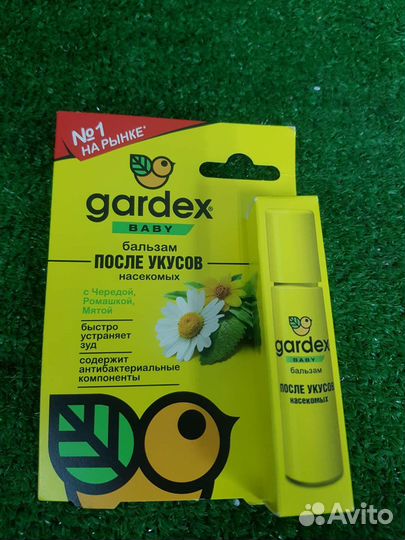 №1
НА РЫНКЕ*
gardex®
BABY
бальзам
ПОСЛЕ УКУСОВ
насекомых
с Чередой,
Ромашкой,
Мятой
быстро
устраняет
зуд
содержит
антибактериальные
компоненты
gardex
BABY
бальзам
ПОСЛЕ УКУСОВ
насекомых
Avito